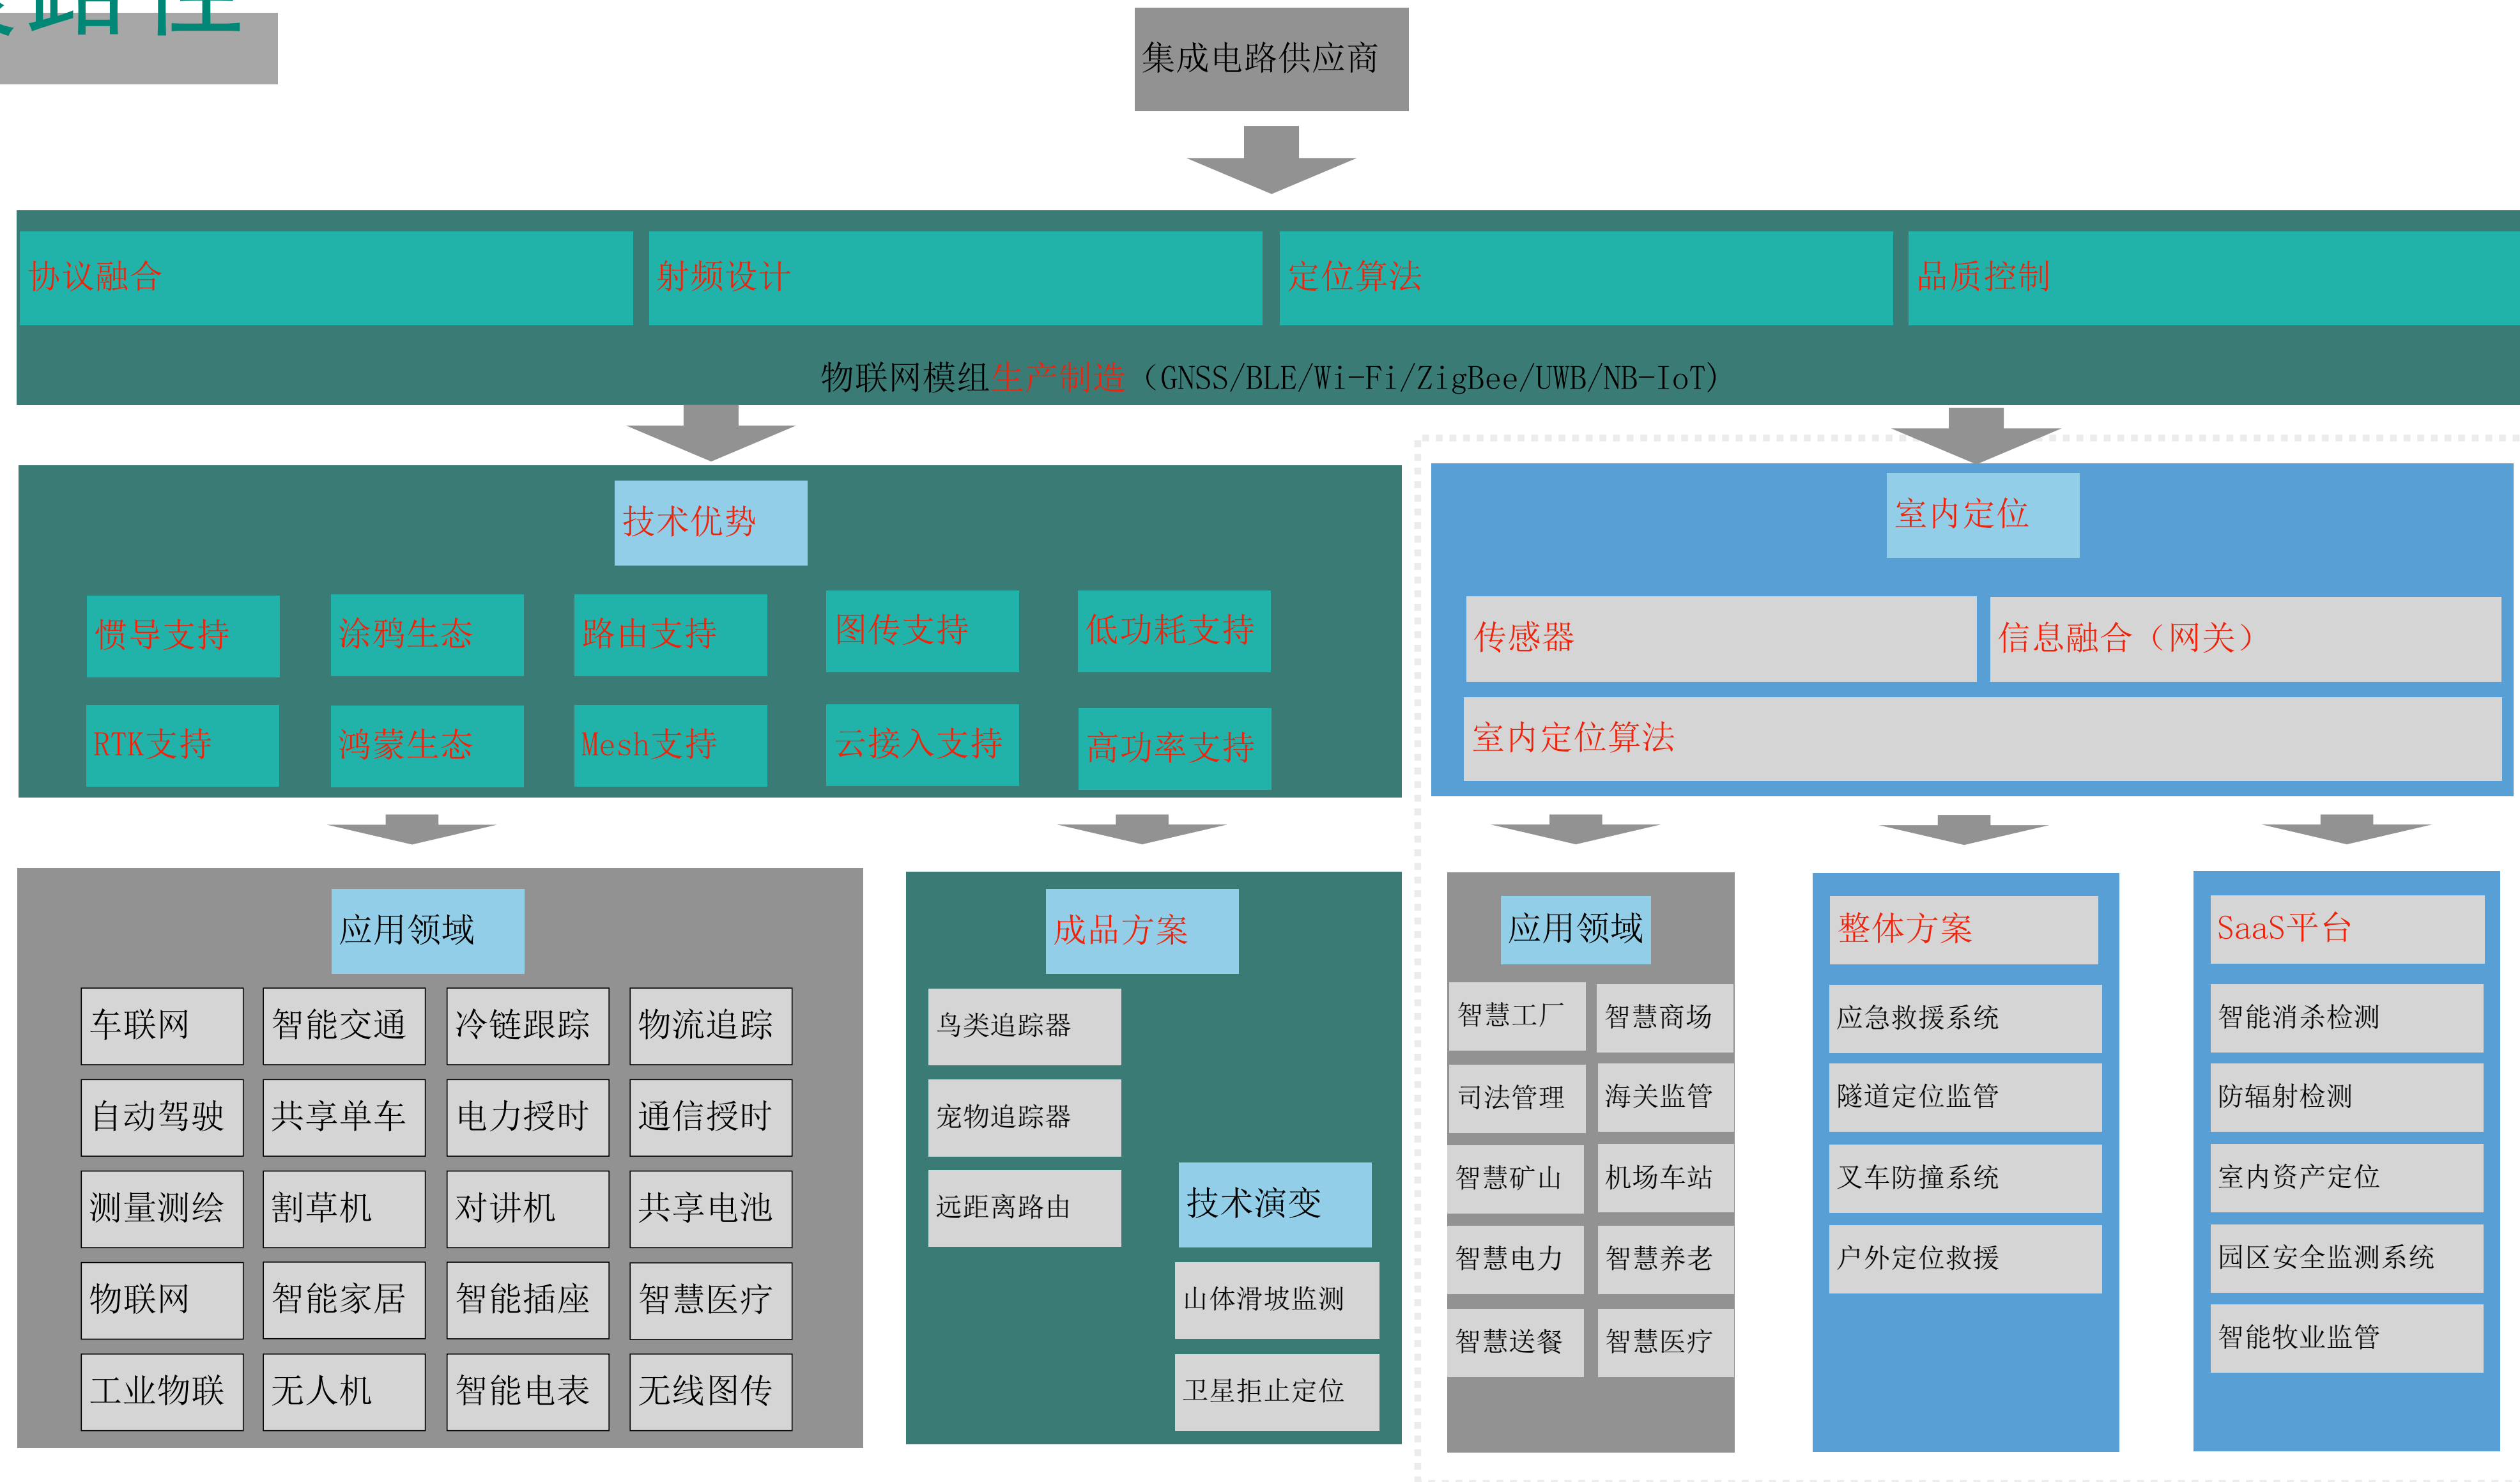 路径
集成电路供应商
协议融合
射频设计
定位算法
品质控制
物联网模组生产制造（GNSS/BLE/Wi-Fi/ZigBee/UWB/NB-IoT）
技术优势
惯导支持
涂鸦生态
路由支持
图传支持
低功耗支持
RTK支持
鸿蒙生态
Mesh支持
云接入支持
高功率支持
室内定位
传感器
信息融合（网关）
室内定位算法
应用领域
车联网
智能交通
冷链跟踪
物流追踪
自动驾驶
共享单车
电力授时
通信授时
测量测绘
割草机
对讲机
共享电池
物联网
智能家居
智能插座
智慧医疗
工业物联
无人机
智能电表
无线图传
成品方案
鸟类追踪器
宠物追踪器
远距离路由
技术演变
山体滑坡监测
卫星拒止定位
应用领域
智慧工厂
智慧商场
司法管理
海关监管
智慧矿山
机场车站
智慧电力
智慧养老
智慧送餐
智慧医疗
整体方案
应急救援系统
隧道定位监管
叉车防撞系统
户外定位救援
SaaS平台
智能消杀检测
防辐射检测
室内资产定位
园区安全监测系统
智能牧业监管